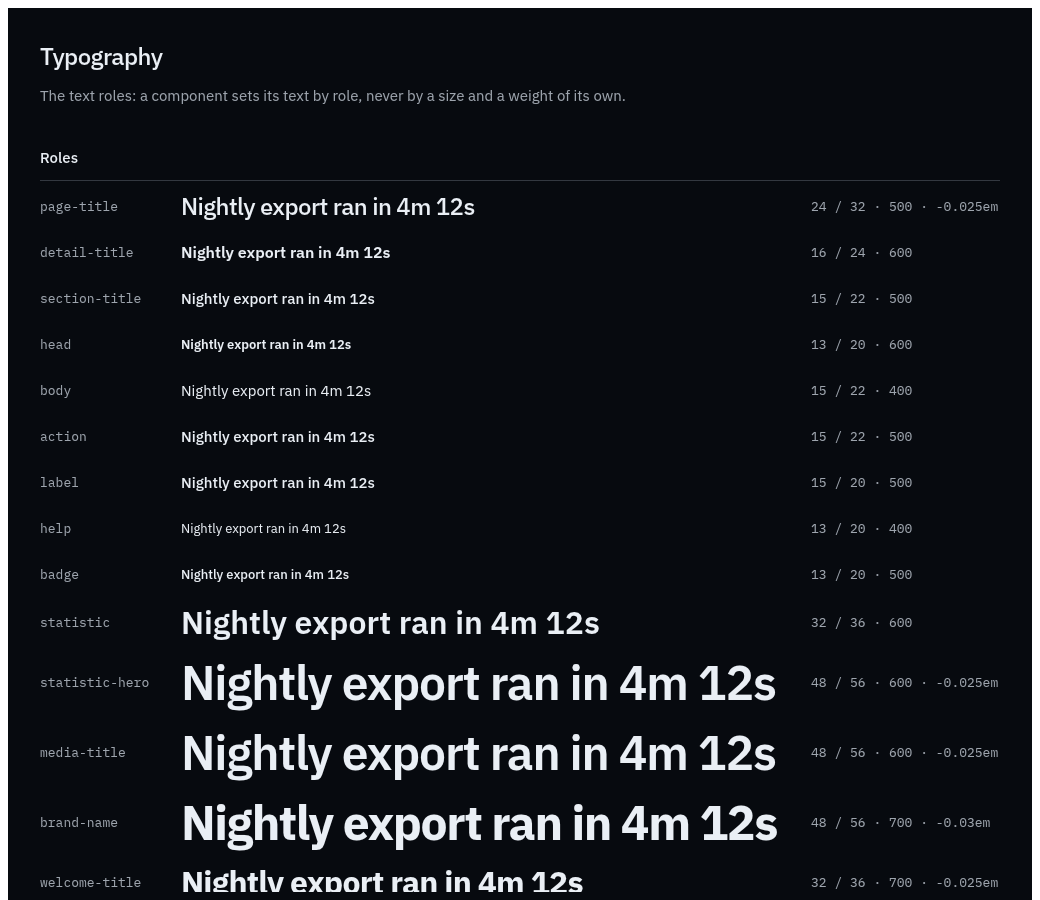 Typography
The text roles: a component sets its text by role, never by a size and a weight of its own.
Roles
page-title Nightly export ran in 4m 12s 24 / 32 · 500 · -0.025em
detail-title Nightly export ran in 4m 12s 16 / 24 · 600
section-title Nightly export ran in 4m 12s 15 / 22 · 500
head Nightly export ran in 4m 12s 13 / 20 · 600
body Nightly export ran in 4m 12s 15 / 22 · 400
action Nightly export ran in 4m 12s 15 / 22 · 500
label Nightly export ran in 4m 12s 15 / 20 · 500
help Nightly export ran in 4m 12s 13 / 20 · 400
badge Nightly export ran in 4m 12s 13 / 20 · 500
statistic Nightly export ran in 4m 12s 32 / 36 · 600
statistic-hero Nightly export ran in 4m 12s 48 / 56 · 600 · -0.025em
media-title Nightly export ran in 4m 12s 48 / 56 · 600 · -0.025em
brand-name Nightly export ran in 4m 12s 48 / 56 · 700 · -0.03em
welcome-title Nightly export ran in 4m 12s 32 / 36 · 700 · -0.025em